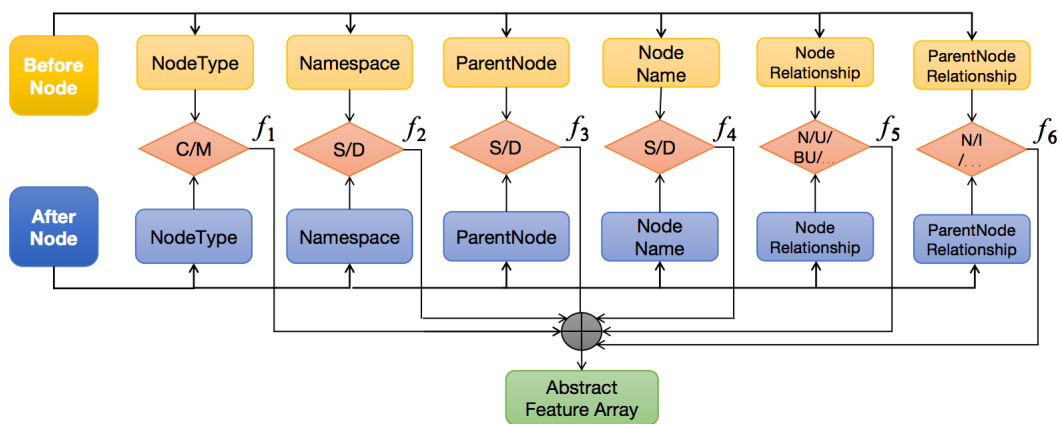 Before
Node
NodeType
Namespace
ParentNode
Node
Name
Node
Relationship
ParentNode
Relationship
C/M
f1
S/D
f2
S/D
f3
S/D
f4
N/U/
BU/...
f5
N/I
/...
f6
After
Node
NodeType
Namespace
ParentNode
Node
Name
Node
Relationship
ParentNode
Relationship
Abstract
Feature Array